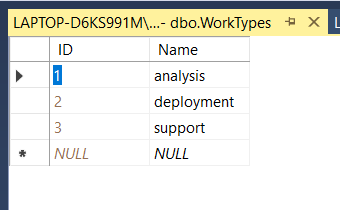 LAPTOP-D6KS991M\...- dbo.WorkTypes
ID Name
1 analysis
2 deployment
3 support
NULL NULL